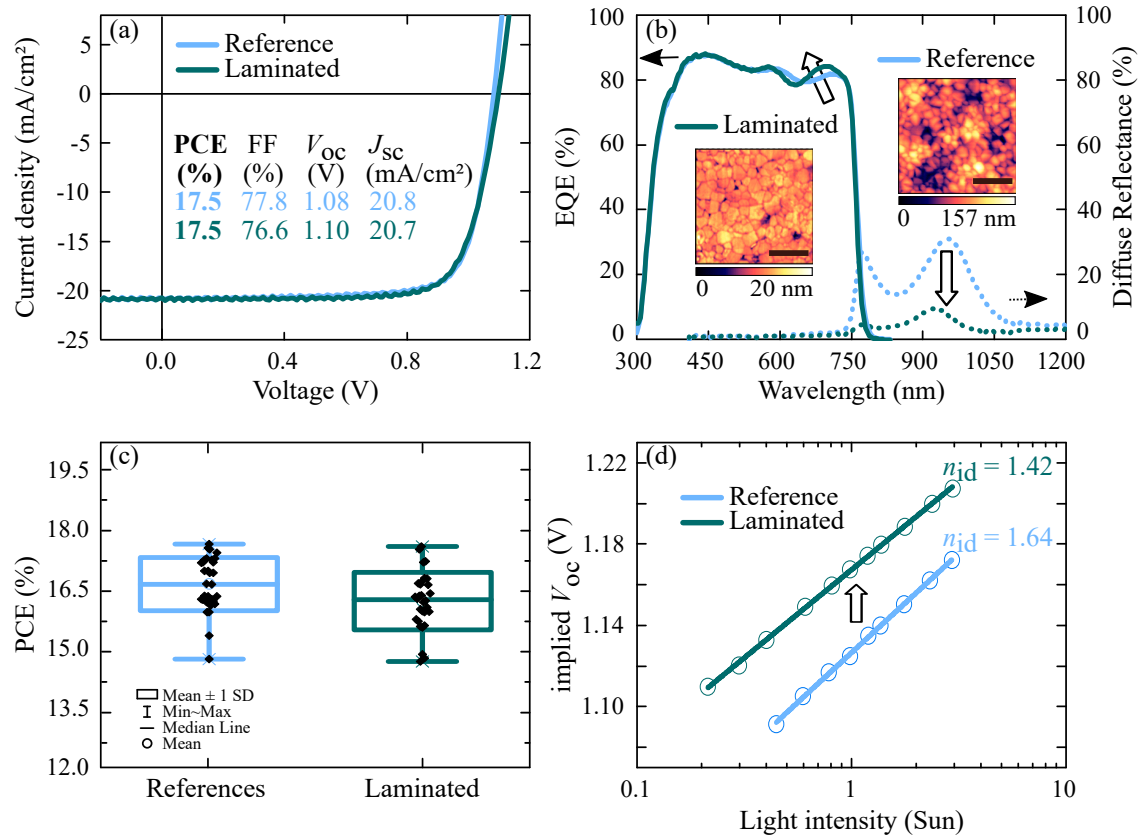 (a)
Reference
Laminated
PCE FF Voc Jsc
(%) (%) (V) (mA/cm²)
17.5 77.8 1.08 20.8
17.5 76.6 1.10 20.7
Current density (mA/cm²)
5
0
-5
-10
-15
-20
-25
0.0 0.4 0.8 1.2
Voltage (V)
(b)
Reference
Laminated
0 157 nm
0 20 nm
EQE (%)
100
80
60
40
20
0
Diffuse Reflectance (%)
100
80
60
40
20
0
300 450 600 750 900 1050 1200
Wavelength (nm)
(c)
PCE (%)
19.5
18.0
16.5
15.0
13.5
12.0
Mean ± 1 SD
Min~Max
Median Line
Mean
References Laminated
(d)
nid = 1.42
Reference
Laminated
nid = 1.64
implied Voc (V)
1.22
1.18
1.14
1.10
0.1 1 10
Light intensity (Sun)